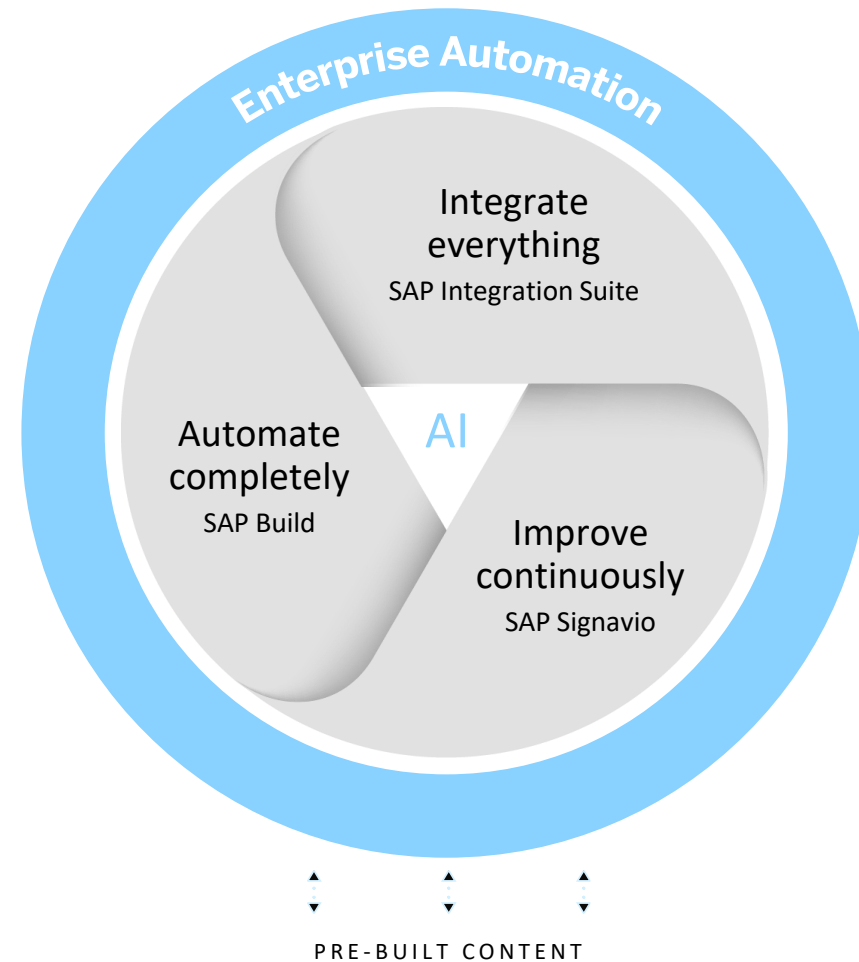 Enterprise Automation
Integrate
everything
SAP Integration Suite
AI
Automate
completely
SAP Build
Improve
continuously
SAP Signavio
PRE-BUILT CONTENT